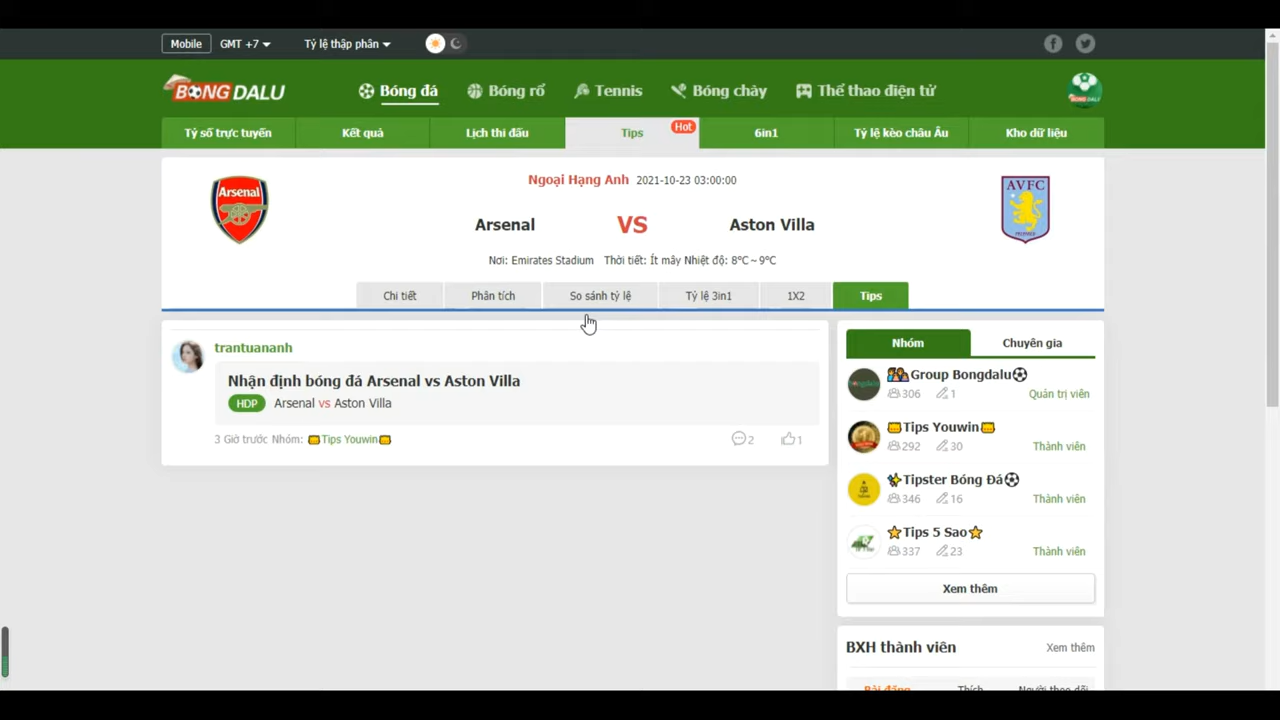 Mobile GMT +7 Tỷ lệ thập phân
BONGDALU Bóng đá Bóng rổ Tennis Bóng chày Thể thao điện tử
Tỷ số trực tuyến Kết quả Lịch thi đấu Tips Hot 6in1 Tỷ lệ kèo châu Âu Kho dữ liệu
Ngoại Hạng Anh 2021-10-23 03:00:00
Arsenal AVFC
Arsenal VS Aston Villa
Nơi: Emirates Stadium Thời tiết: Ít mây Nhiệt độ: 8℃~9℃
Chi tiết Phân tích So sánh tỷ lệ Tỷ lệ 3in1 1X2 Tips
trantuananh
Nhận định bóng đá Arsenal vs Aston Villa
HDP Arsenal vs Aston Villa
3 Giờ trước Nhóm: Tips Youwin 2 1
Nhóm Chuyên gia
Group Bongdalu
306 1 Quản trị viên
Tips Youwin
292 30 Thành viên
Tipster Bóng Đá
346 16 Thành viên
Tips 5 Sao
337 23 Thành viên
Xem thêm
BXH thành viên Xem thêm
Bài đăng Thích Người theo dõi